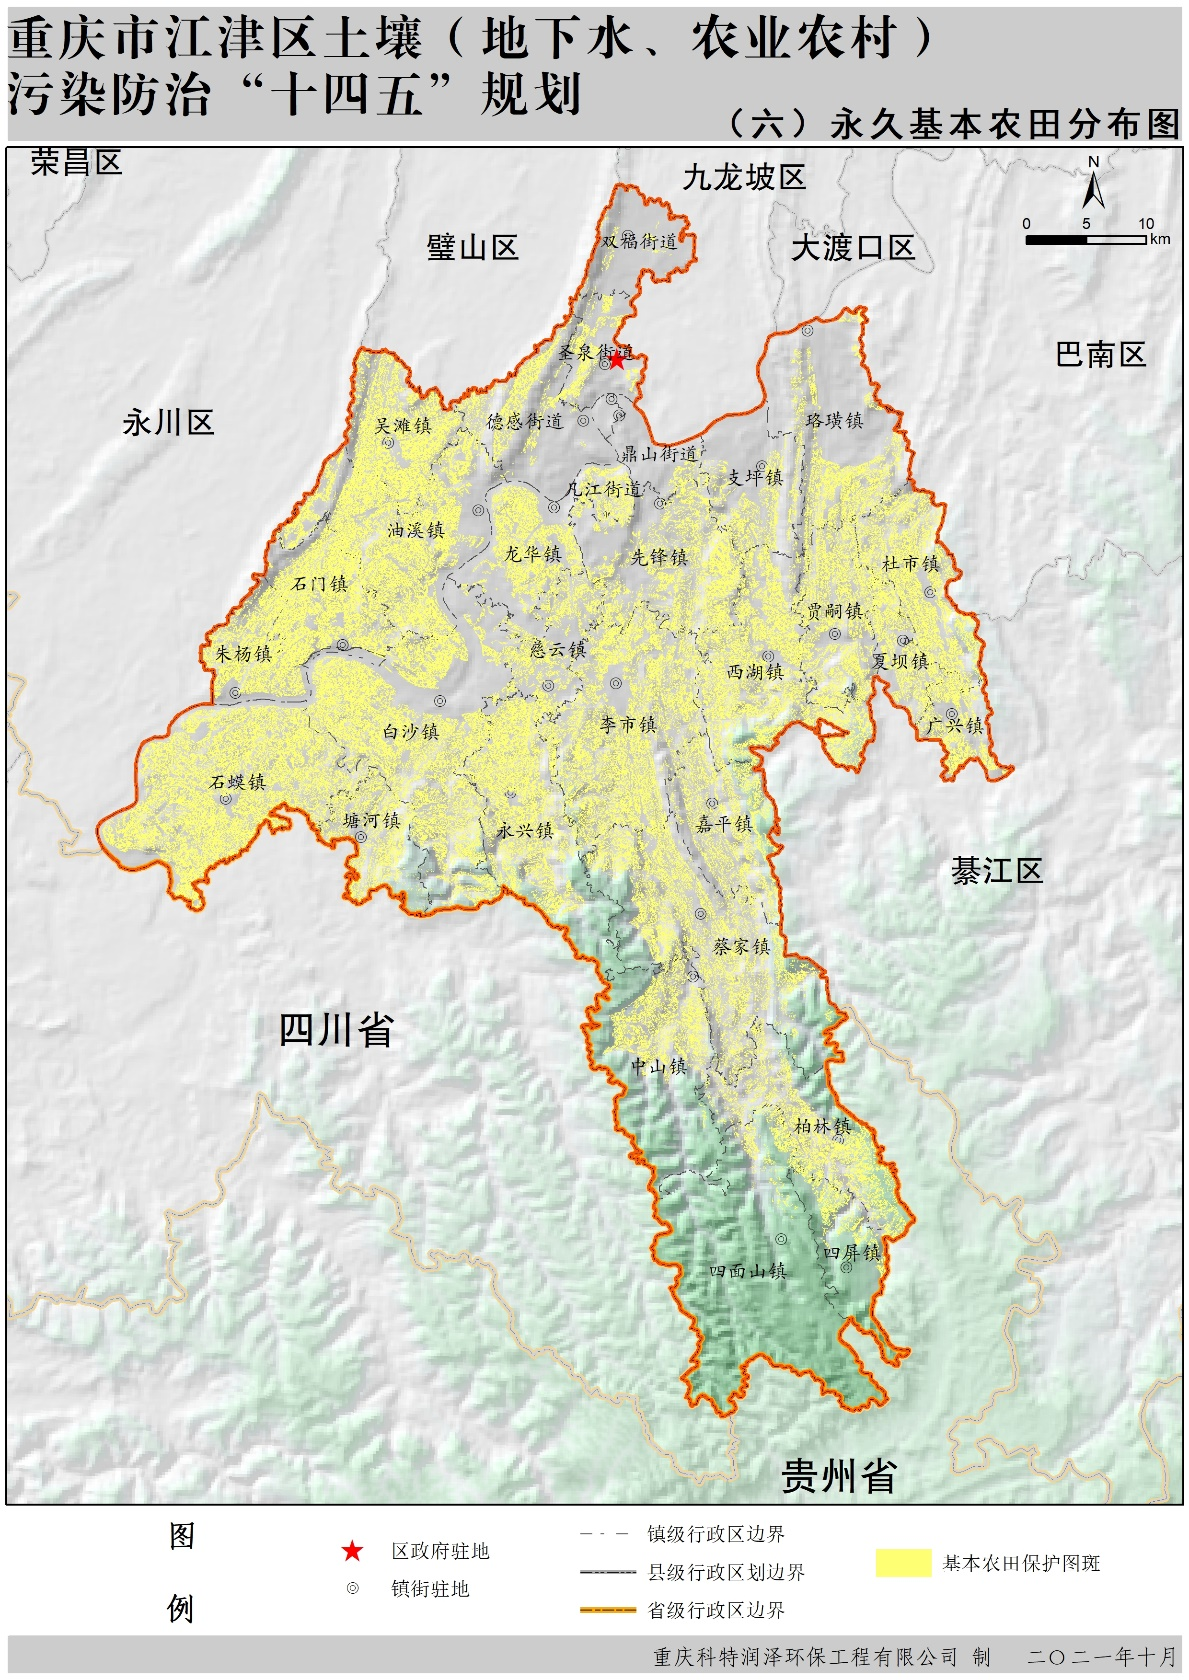 重庆市江津区土壤（地下水、农业农村）
污染防治“十四五”规划
（六）永久基本农田分布图
荣昌区
九龙坡区
璧山区
大渡口区
N
0 5 10
km
双福街道
圣泉街道
巴南区
永川区
吴滩镇
德感街道
珞璜镇
鼎山街道
支坪镇
几江街道
油溪镇
龙华镇
先锋镇
杜市镇
石门镇
贾嗣镇
朱杨镇
慈云镇
夏坝镇
西湖镇
白沙镇
李市镇
广兴镇
石蟆镇
塘河镇
永兴镇
嘉平镇
綦江区
蔡家镇
四川省
中山镇
柏林镇
四屏镇
四面山镇
贵州省
图例
区政府驻地
镇街驻地
镇级行政区边界
县级行政区划边界
省级行政区边界
基本农田保护图斑
重庆科特润泽环保工程有限公司 制 二〇二一年十月